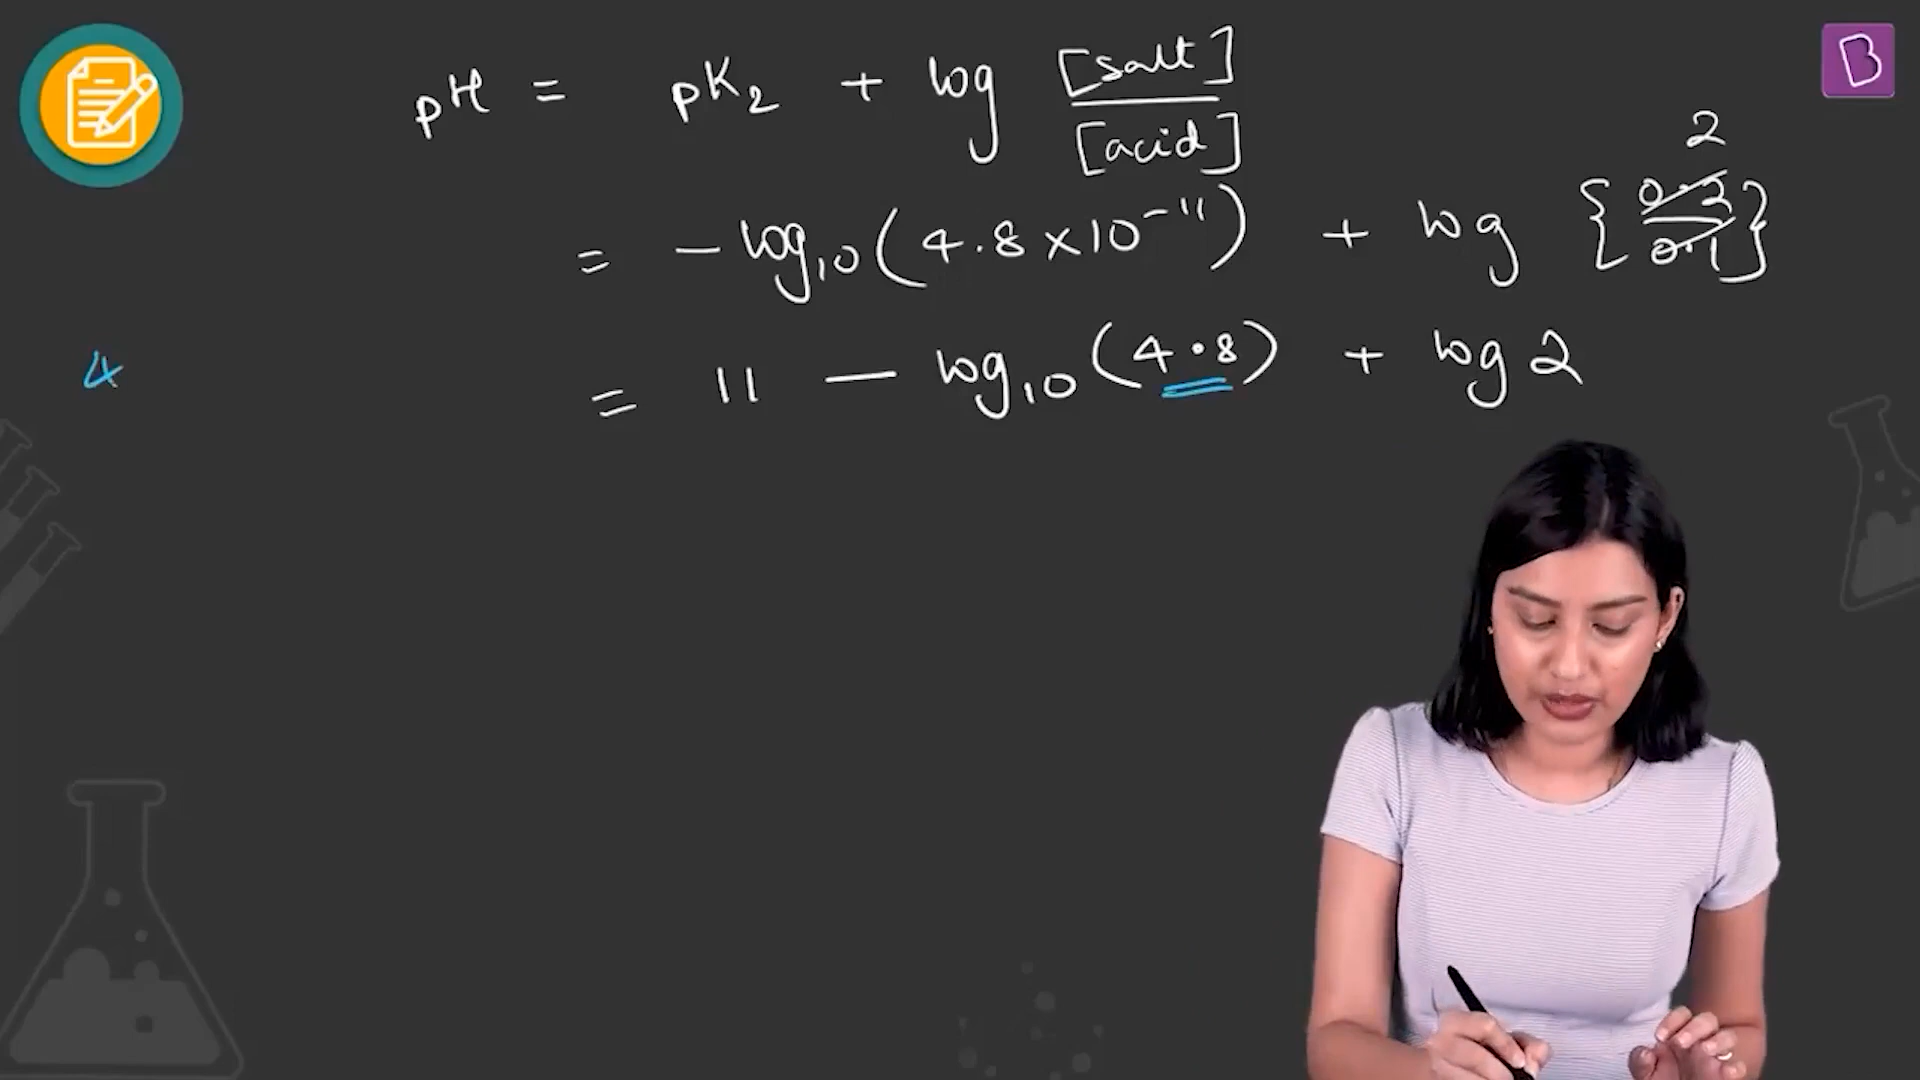 pH = pK₂ + log [salt]/[acid]
2
= -log₁₀(4.8×10⁻¹¹) + log {0.2/0.1}
4
= 11 - log₁₀(4.8) + log 2
B